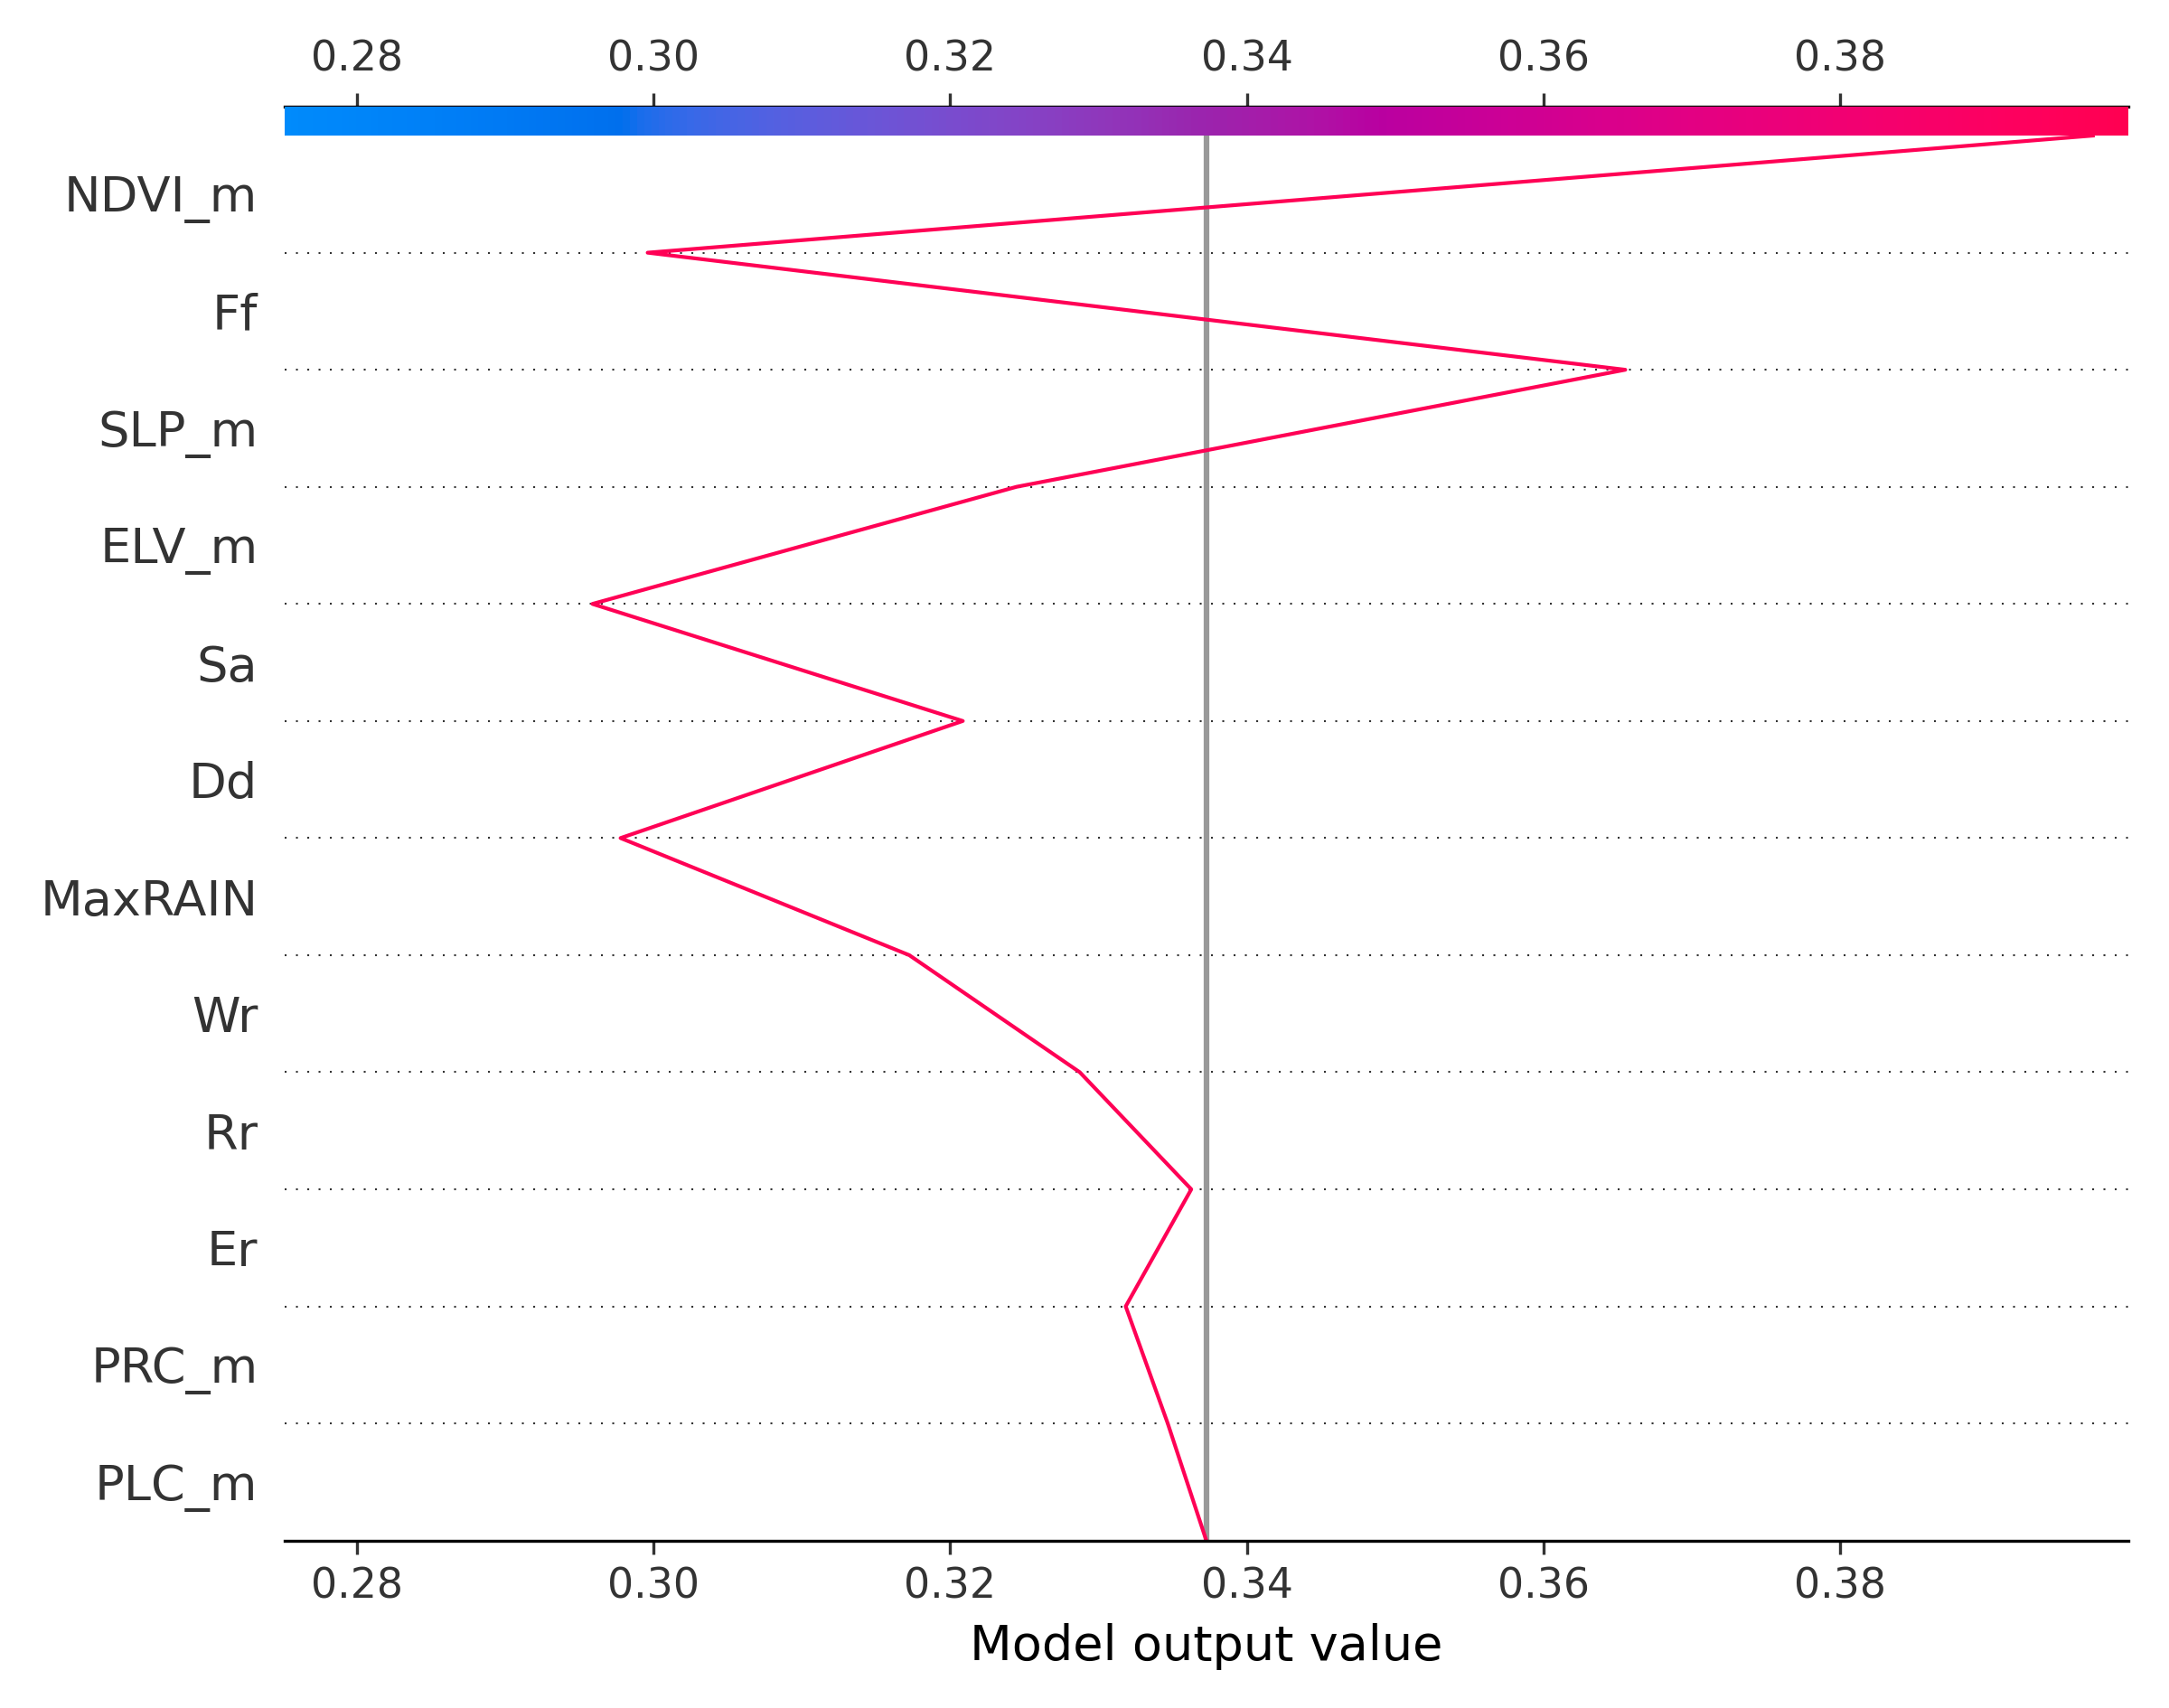 0.28 0.30 0.32 0.34 0.36 0.38
NDVI_m
Ff
SLP_m
ELV_m
Sa
Dd
MaxRAIN
Wr
Rr
Er
PRC_m
PLC_m
0.28 0.30 0.32 0.34 0.36 0.38
Model output value